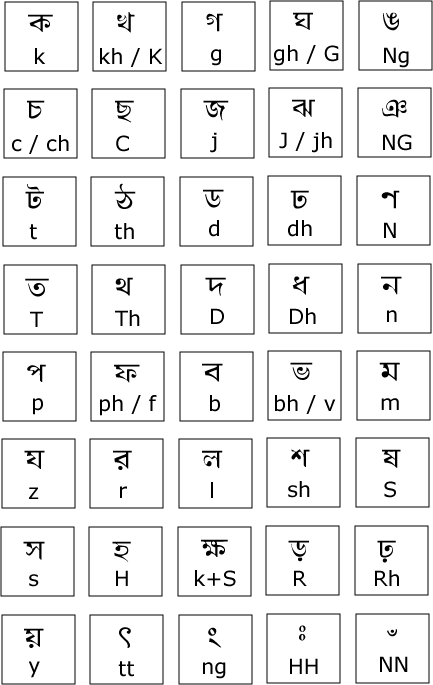 ক খ গ ঘ ঙ
k kh / K g gh / G Ng
চ ছ জ ঝ ঞ
c / ch C j J / jh NG
ট ঠ ড ঢ ণ
t th d dh N
ত থ দ ধ ন
T Th D Dh n
প ফ ব ভ ম
p ph / f b bh / v m
য র ল শ ষ
z r l sh S
স হ ক্ষ ড় ঢ়
s H k+S R Rh
য় ৎ ং ঃ ঁ
y tt ng HH NN